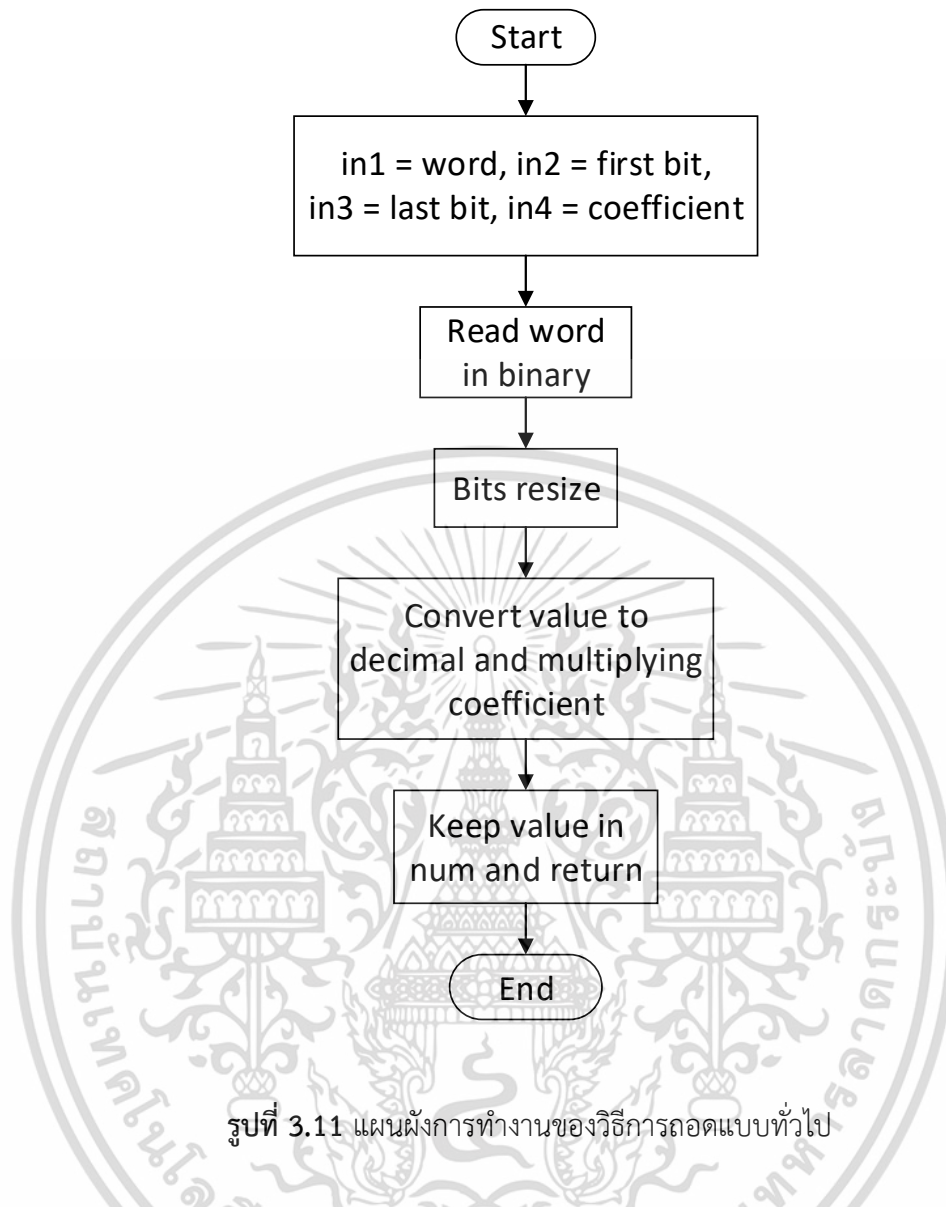 Start
in1 = word, in2 = first bit,
in3 = last bit, in4 = coefficient
Read word
in binary
Bits resize
Convert value to
decimal and multiplying
coefficient
Keep value in
num and return
End
รูปที่ 3.11 แผนผังการทำงานของวิธีการถอดแบบทั่วไป